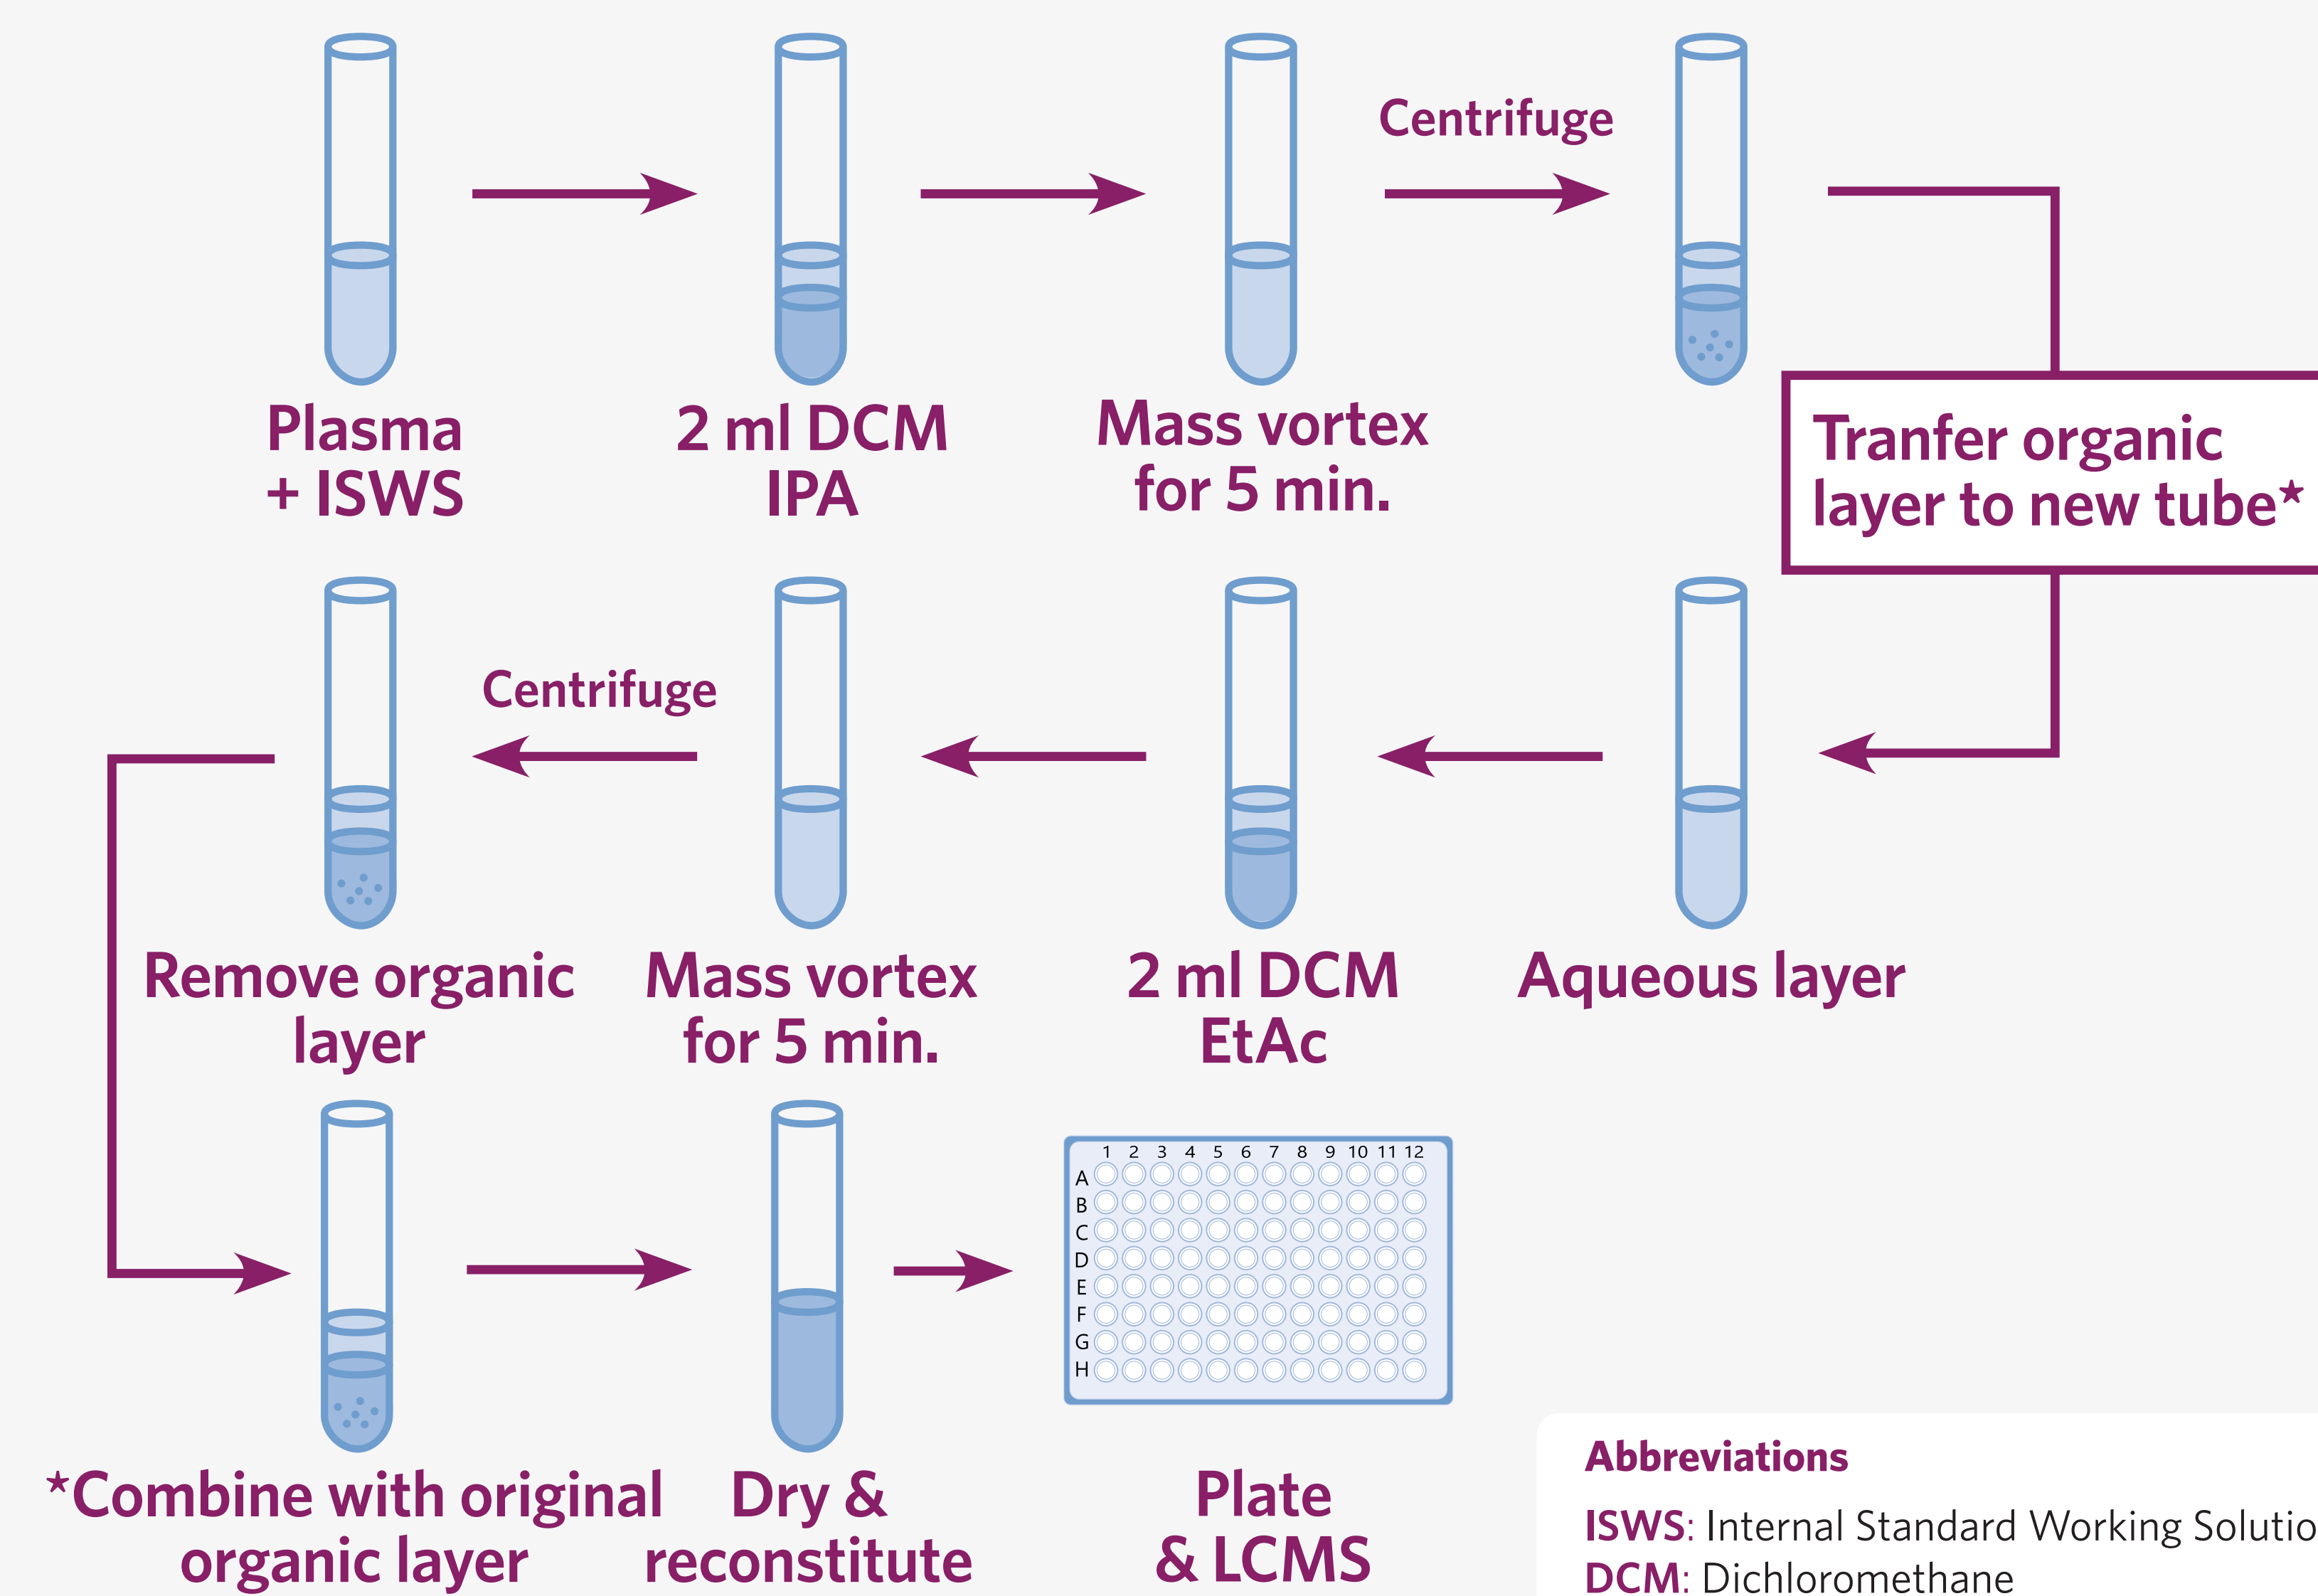 Centrifuge
Plasma
+ ISWS
2 ml DCM
IPA
Mass vortex
for 5 min.
Tranfer organic
layer to new tube*
Centrifuge
Remove organic
layer
Mass vortex
for 5 min.
2 ml DCM
EtAc
Aqueous layer
1 2 3 4 5 6 7 8 9 10 11 12
A
B
C
D
E
F
G
H
*Combine with original
organic layer
Dry &
reconstitute
Plate
& LCMS
Abbreviations
ISWS: Internal Standard Working Solutio
DCM: Dichloromethane